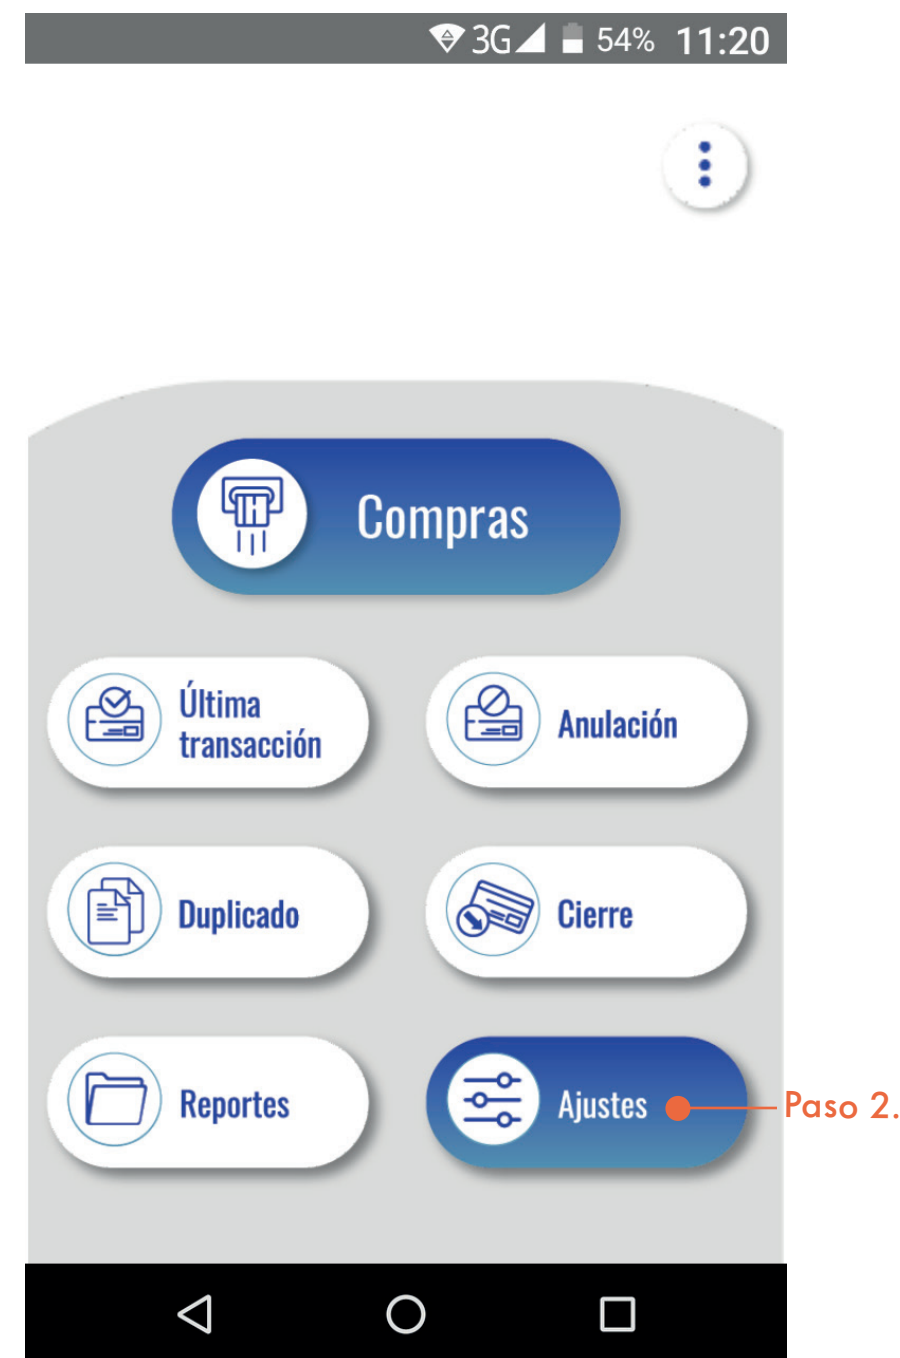 3G 54% 11:20
Compras
Última
transacción
Anulación
Duplicado
Cierre
Reportes
Ajustes
Paso 2.